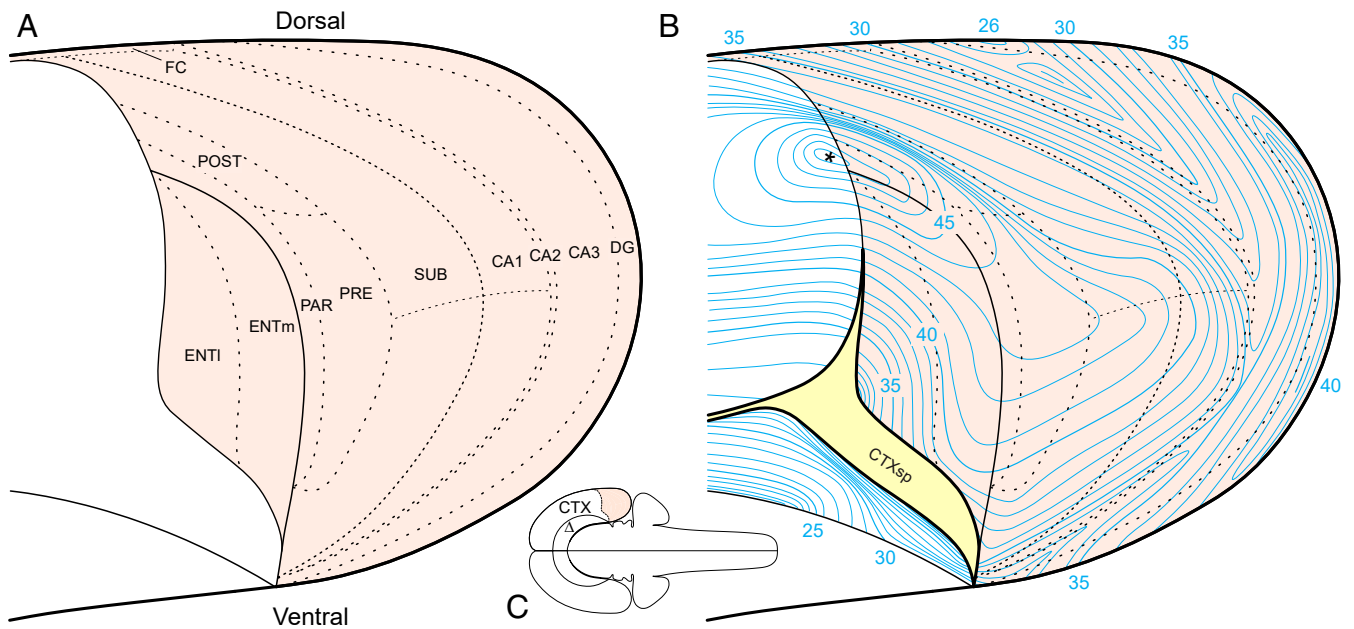 A
Dorsal
FC
POST
SUB
CA1
CA2
CA3
DG
PRE
PAR
ENTm
ENTl
Ventral
B
35
30
26
30
35
*
45
40
35
40
CTXsp
25
30
35
C
CTX
Δ